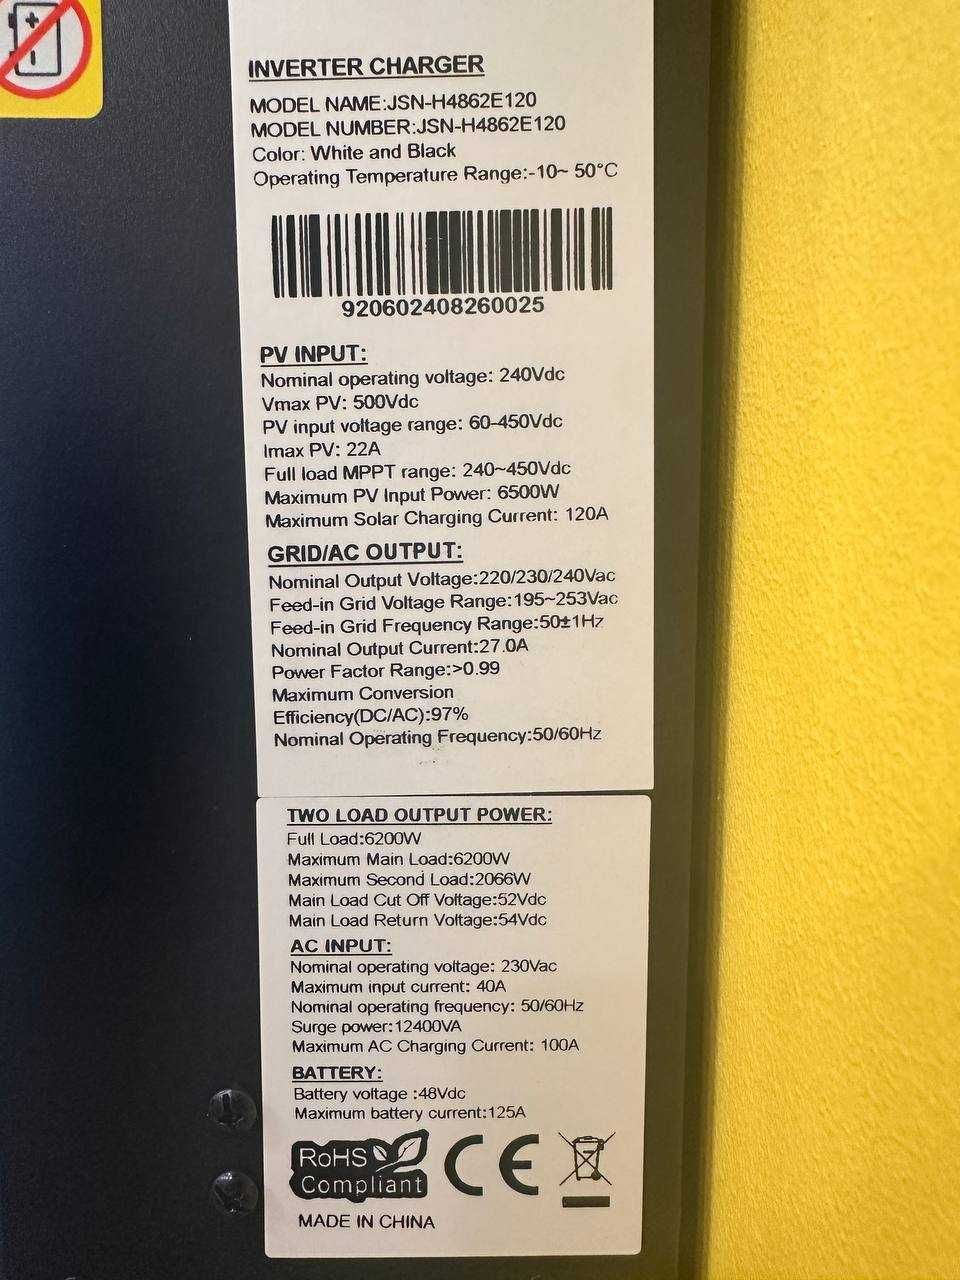 INVERTER CHARGER
MODEL NAME:JSN-H4862E120
MODEL NUMBER:JSN-H4862E120
Color: White and Black
Operating Temperature Range:-10~ 50°C
920602408260025
PV INPUT:
Nominal operating voltage: 240Vdc
Vmax PV: 500Vdc
PV input voltage range: 60-450Vdc
Imax PV: 22A
Full load MPPT range: 240~450Vdc
Maximum PV Input Power: 6500W
Maximum Solar Charging Current: 120A
GRID/AC OUTPUT:
Nominal Output Voltage:220/230/240Vac
Feed-in Grid Voltage Range:195~253Vac
Feed-in Grid Frequency Range:50±1Hz
Nominal Output Current:27.0A
Power Factor Range:>0.99
Maximum Conversion
Efficiency(DC/AC):97%
Nominal Operating Frequency:50/60Hz
TWO LOAD OUTPUT POWER:
Full Load:6200W
Maximum Main Load:6200W
Maximum Second Load:2066W
Main Load Cut Off Voltage:52Vdc
Main Load Return Voltage:54Vdc
AC INPUT:
Nominal operating voltage: 230Vac
Maximum input current: 40A
Nominal operating frequency: 50/60Hz
Surge power:12400VA
Maximum AC Charging Current: 100A
BATTERY:
Battery voltage :48Vdc
Maximum battery current:125A
RoHS
Compliant
CE
MADE IN CHINA